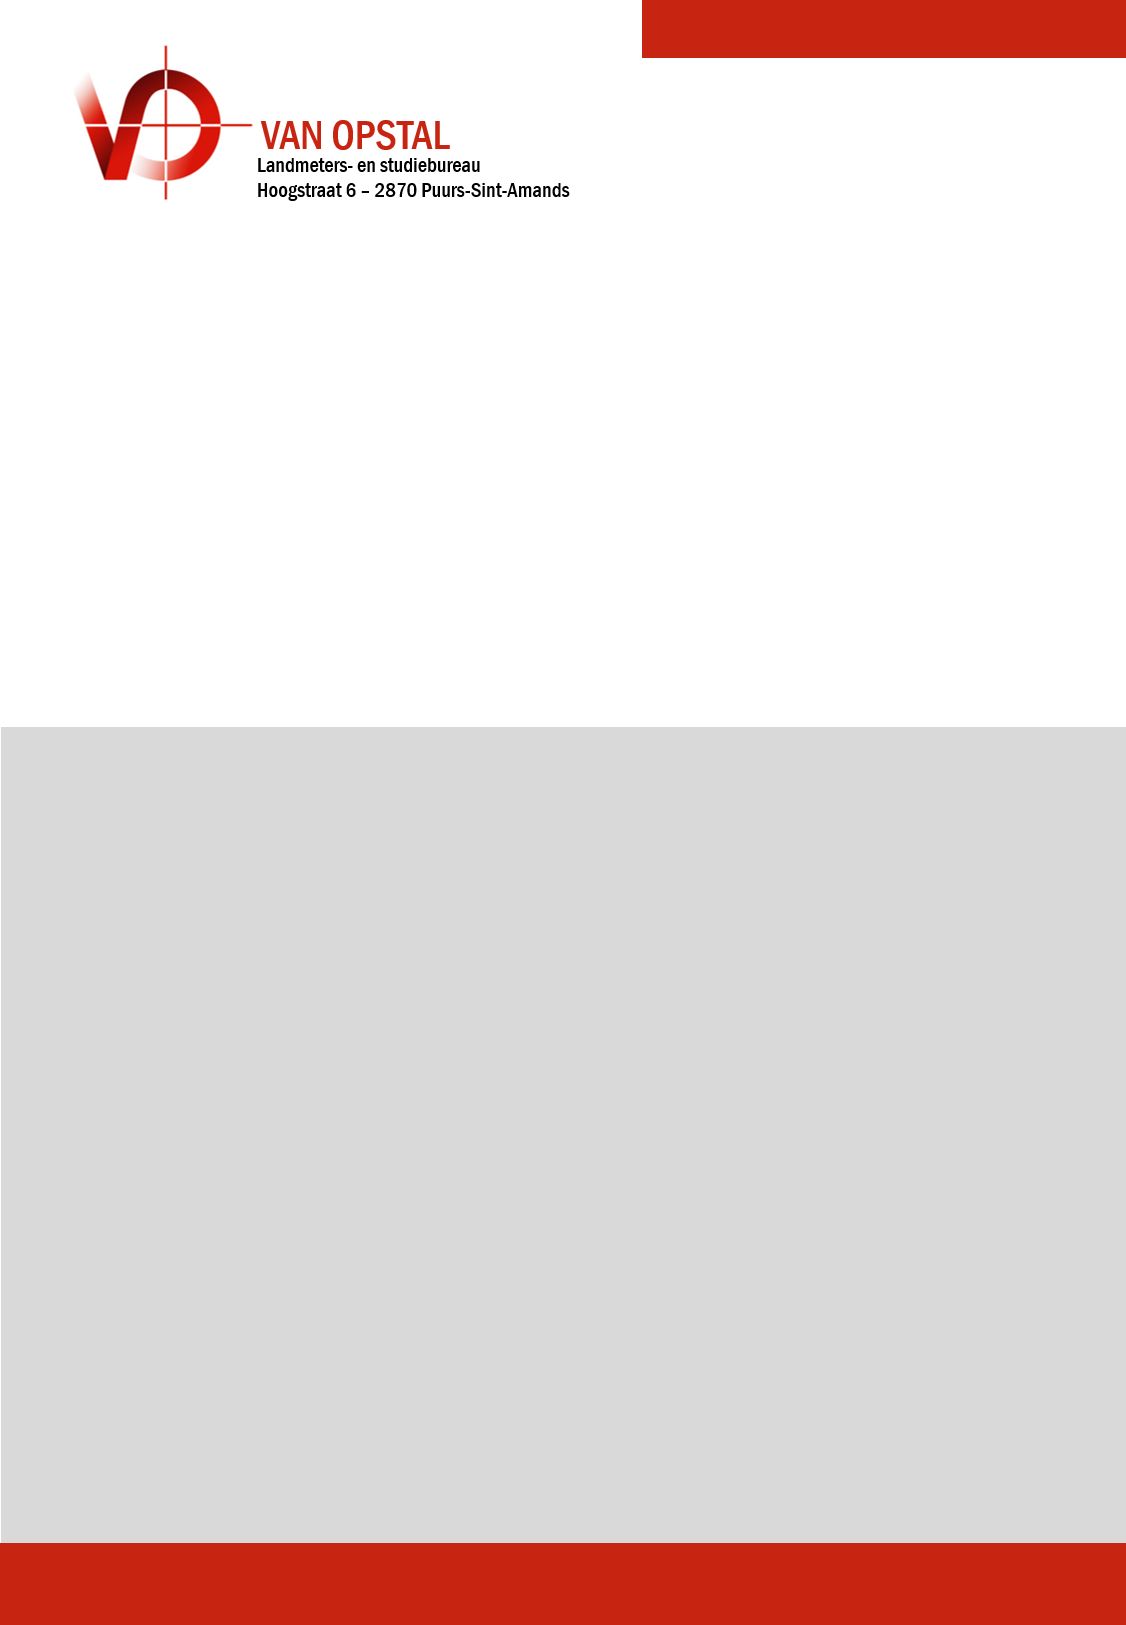 VAN OPSTAL
Landmeters- en studiebureau
Hoogstraat 6 – 2870 Puurs-Sint-Amands